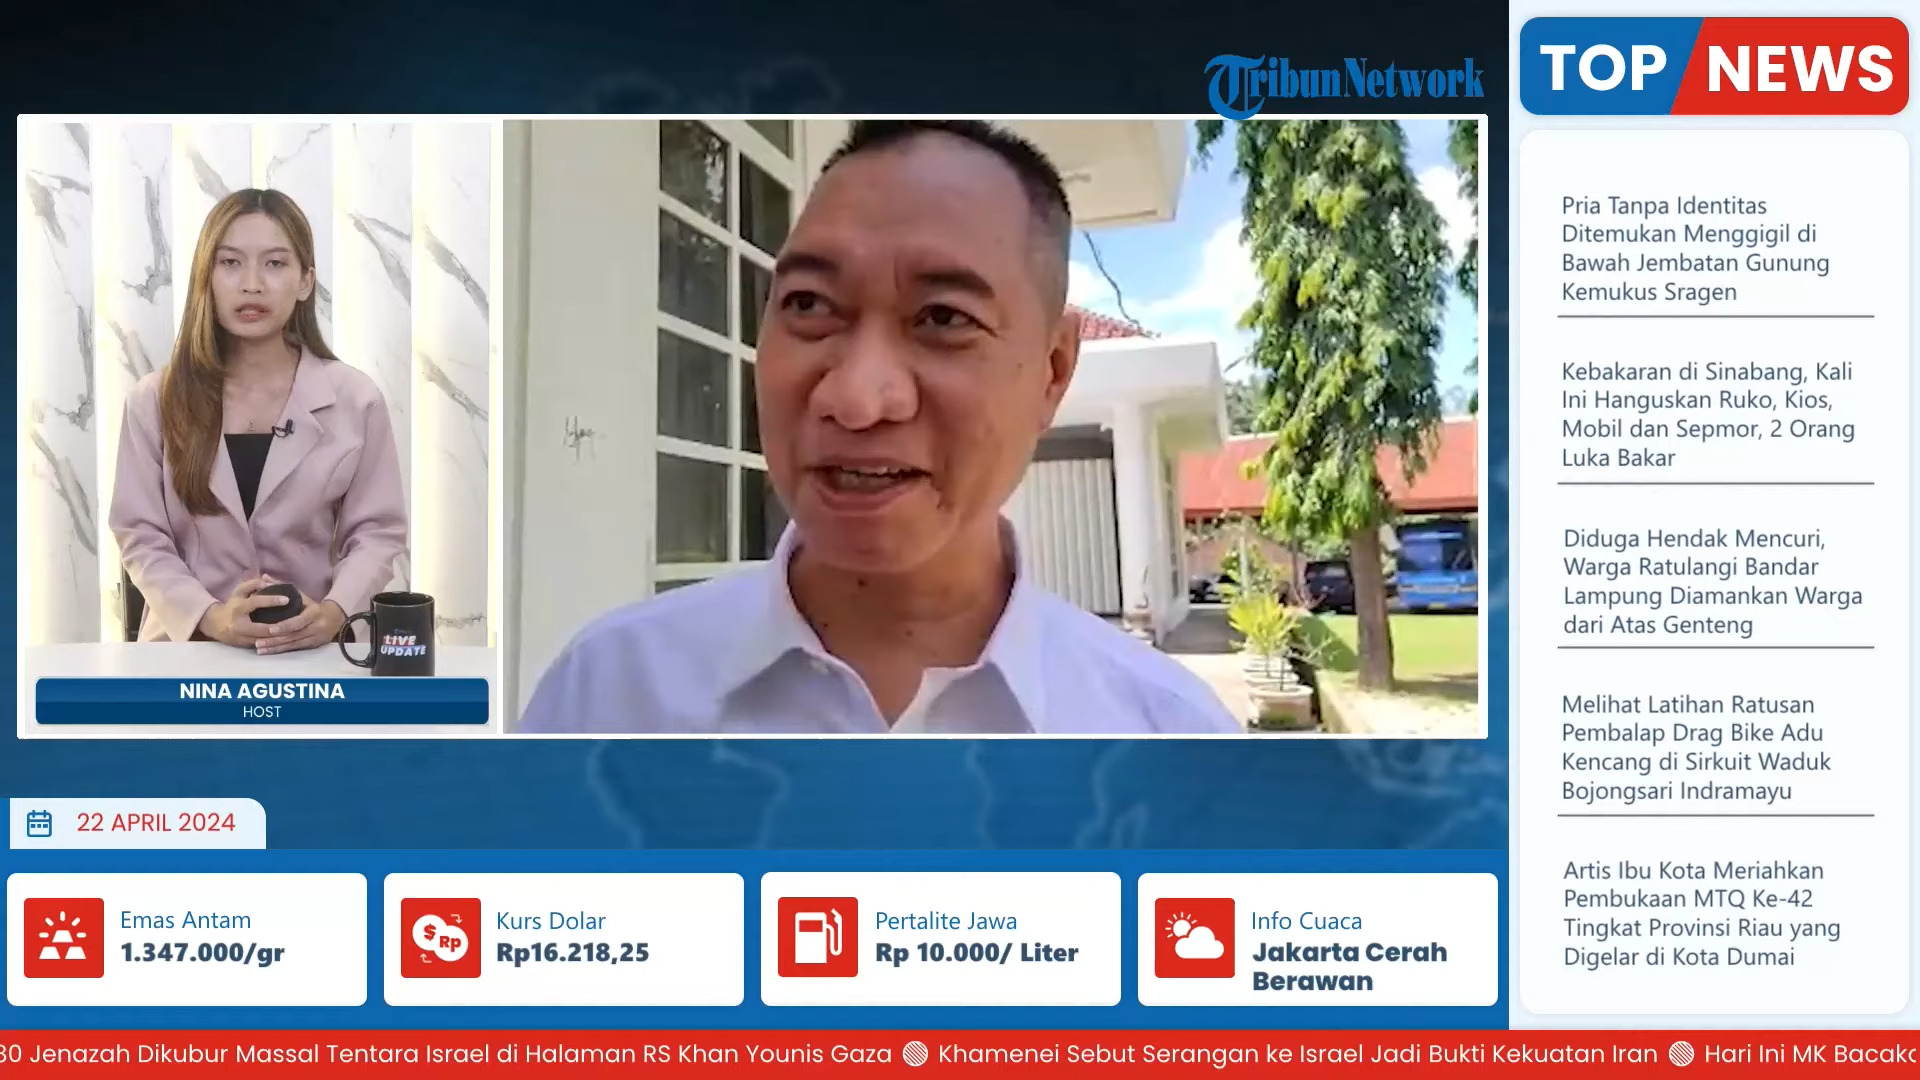 TribunNetwork
TOP NEWS
Pria Tanpa Identitas
Ditemukan Menggigil di
Bawah Jembatan Gunung
Kemukus Sragen
Kebakaran di Sinabang, Kali
Ini Hanguskan Ruko, Kios,
Mobil dan Sepmor, 2 Orang
Luka Bakar
Diduga Hendak Mencuri,
Warga Ratulangi Bandar
Lampung Diamankan Warga
dari Atas Genteng
Melihat Latihan Ratusan
Pembalap Drag Bike Adu
Kencang di Sirkuit Waduk
Bojongsari Indramayu
Artis Ibu Kota Meriahkan
Pembukaan MTQ Ke-42
Tingkat Provinsi Riau yang
Digelar di Kota Dumai
LIVE
UPDATE
NINA AGUSTINA
HOST
22 APRIL 2024
Emas Antam
1.347.000/gr
Kurs Dolar
Rp16.218,25
$ Rp
Pertalite Jawa
Rp 10.000/ Liter
Info Cuaca
Jakarta Cerah
Berawan
30 Jenazah Dikubur Massal Tentara Israel di Halaman RS Khan Younis Gaza Khamenei Sebut Serangan ke Israel Jadi Bukti Kekuatan Iran Hari Ini MK